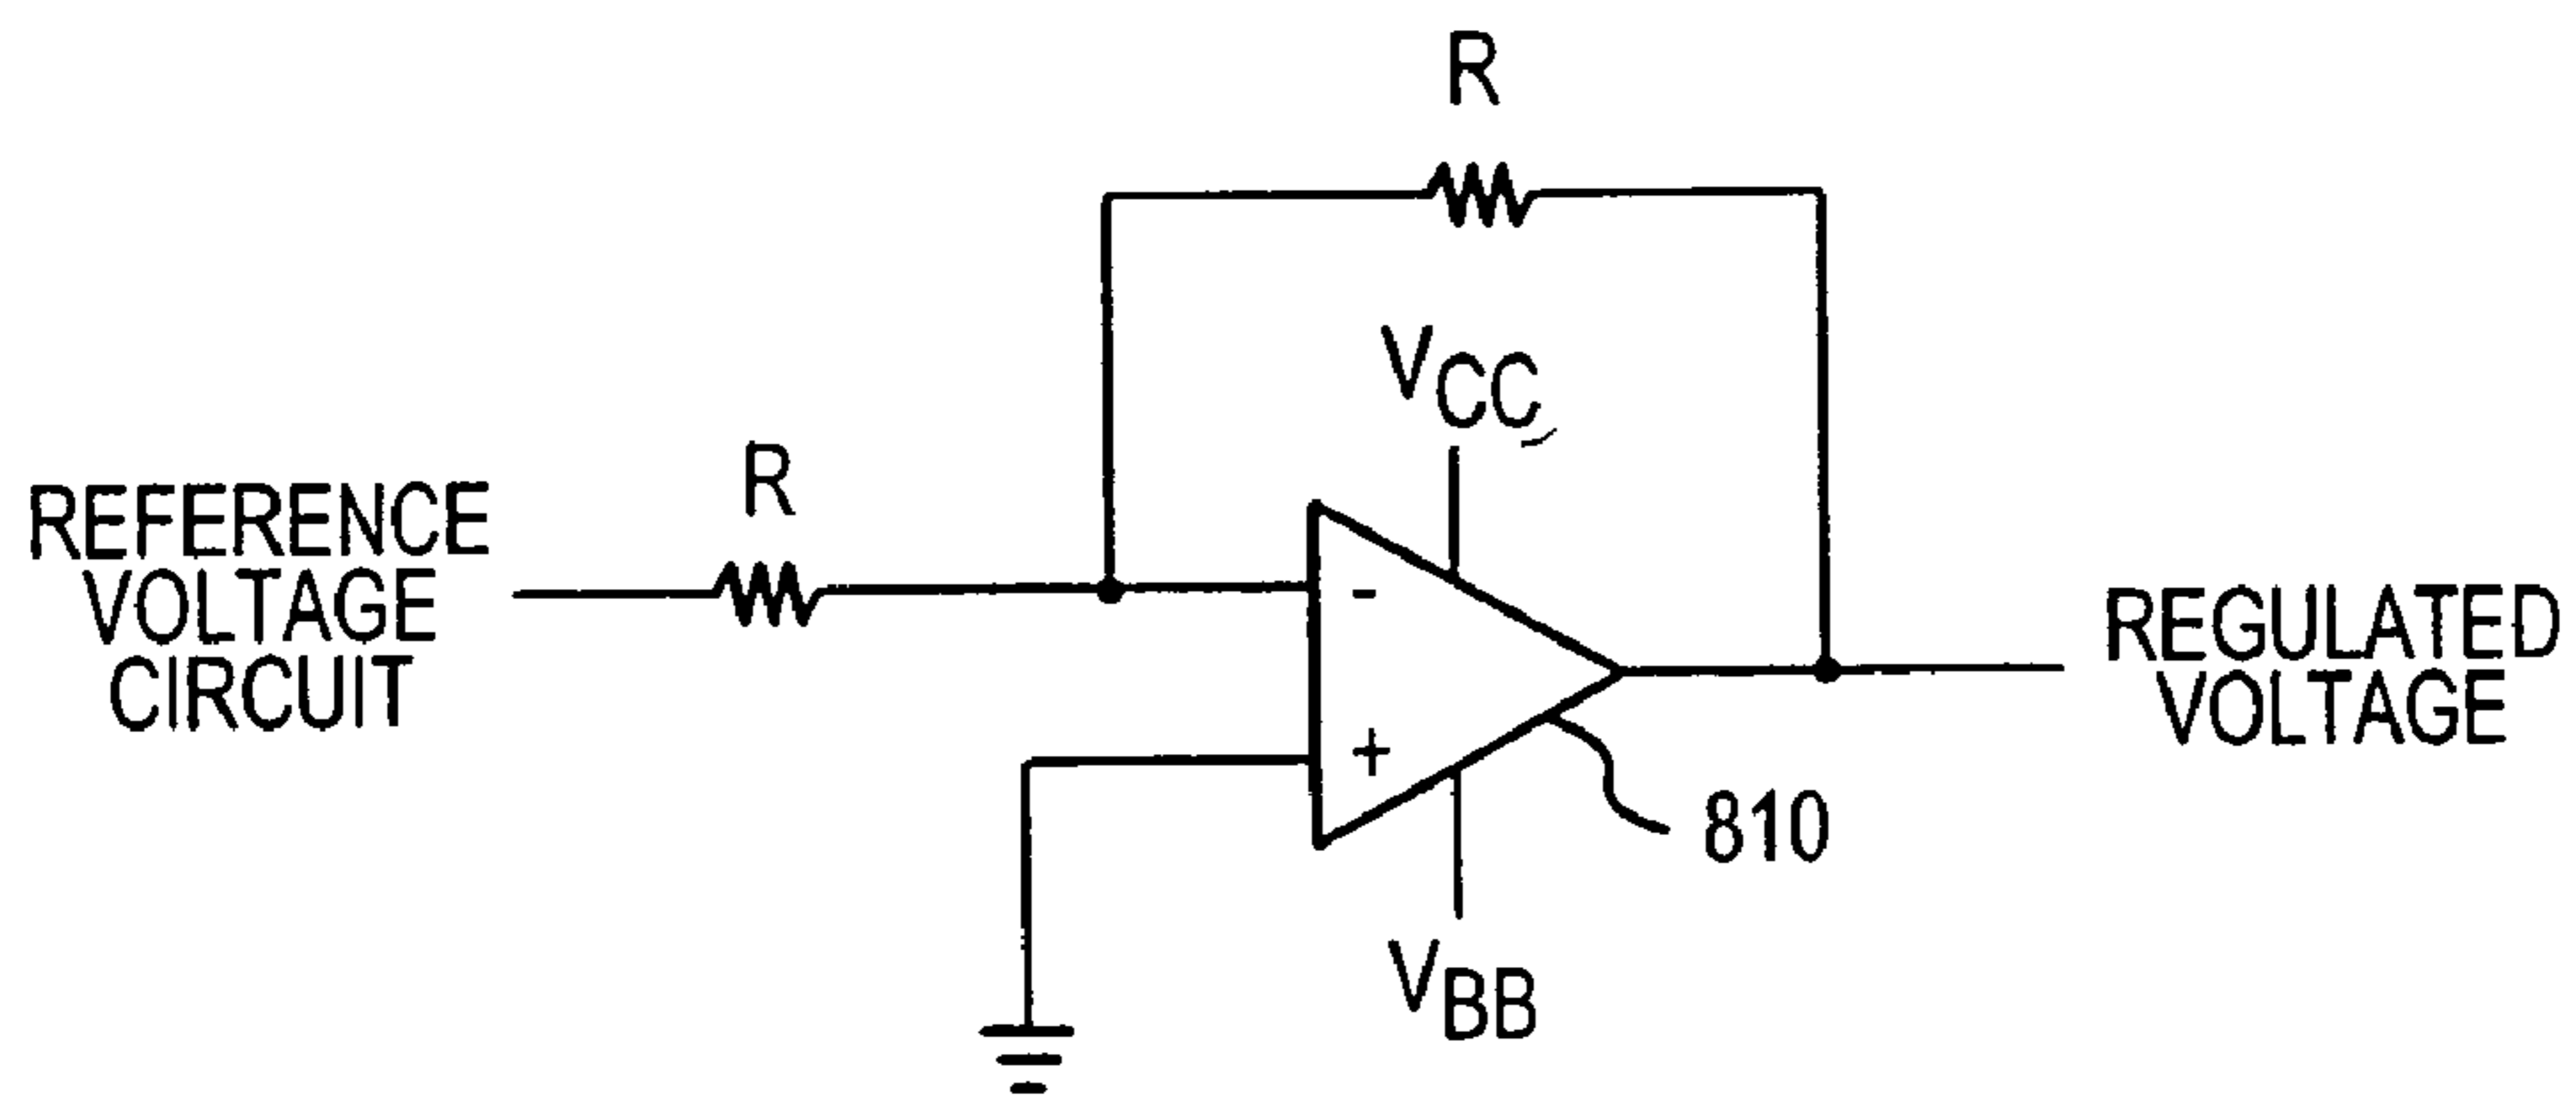 R
VCC
R
REFERENCE
VOLTAGE
CIRCUIT
-
+
REGULATED
VOLTAGE
810
VBB